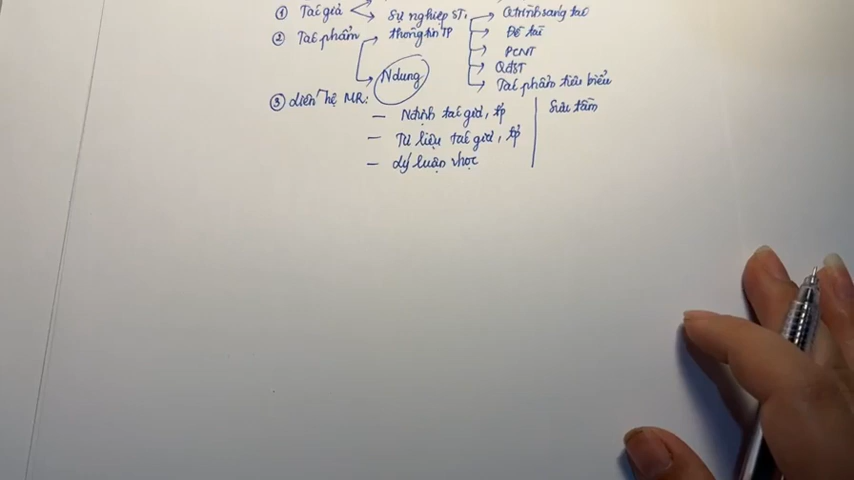 ① Tác giả Sự nghiệp ST: Qtrình sáng tác
② Tác phẩm thông tin TP Đề tài
PCNT
Ndung QđST
Tác phẩm tiêu biểu
③ Liên hệ MR:
— Nđịnh tác giả, tp Sưu tầm
— Tư liệu tác giả, tp
— Lý luận vhọc